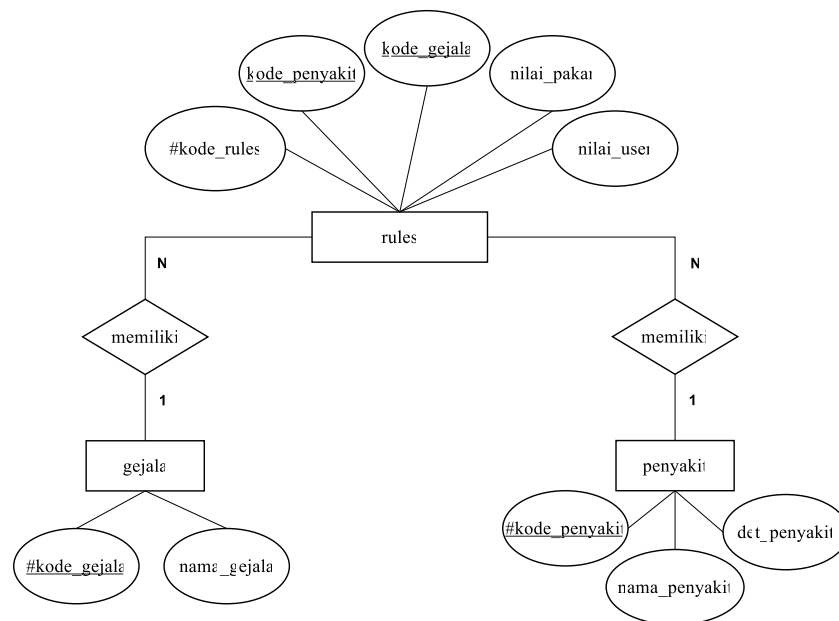 kode_gejala
kode_penyakit
nilai_pakar
#kode_rules
nilai_user
rules
N
N
memiliki
memiliki
1
1
gejala
penyakit
#kode_penyakit
det_penyakit
#kode_gejala
nama_gejala
nama_penyakit